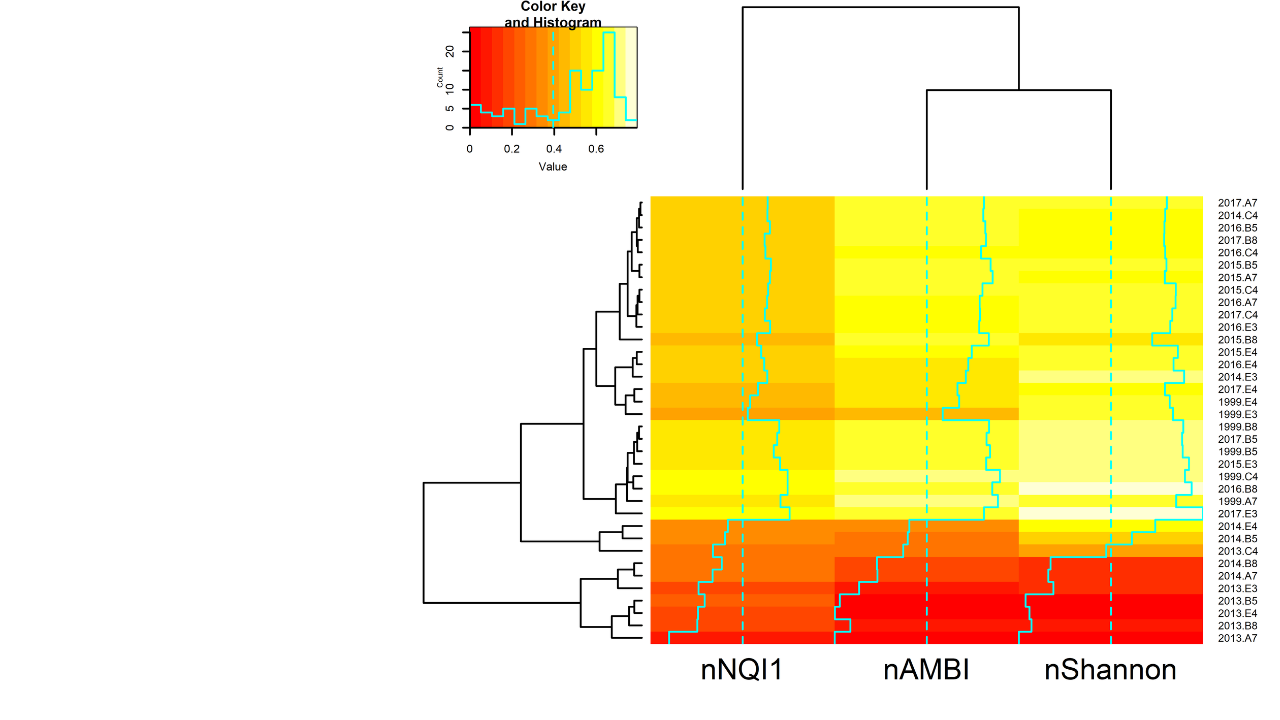 Color Key
and Histogram
Count
0 5 10 20
0 0.2 0.4 0.6
Value
2017.A7
2014.C4
2016.B5
2017.B8
2016.C4
2015.B5
2015.A7
2015.C4
2016.A7
2017.C4
2016.E3
2015.B8
2015.E4
2016.E4
2014.E3
2017.E4
1999.E4
1999.E3
1999.B8
2017.B5
1999.B5
2015.E3
1999.C4
2016.B8
1999.A7
2017.E3
2014.E4
2014.B5
2013.C4
2014.B8
2014.A7
2013.E3
2013.B5
2013.E4
2013.B8
2013.A7
nNQI1 nAMBI nShannon